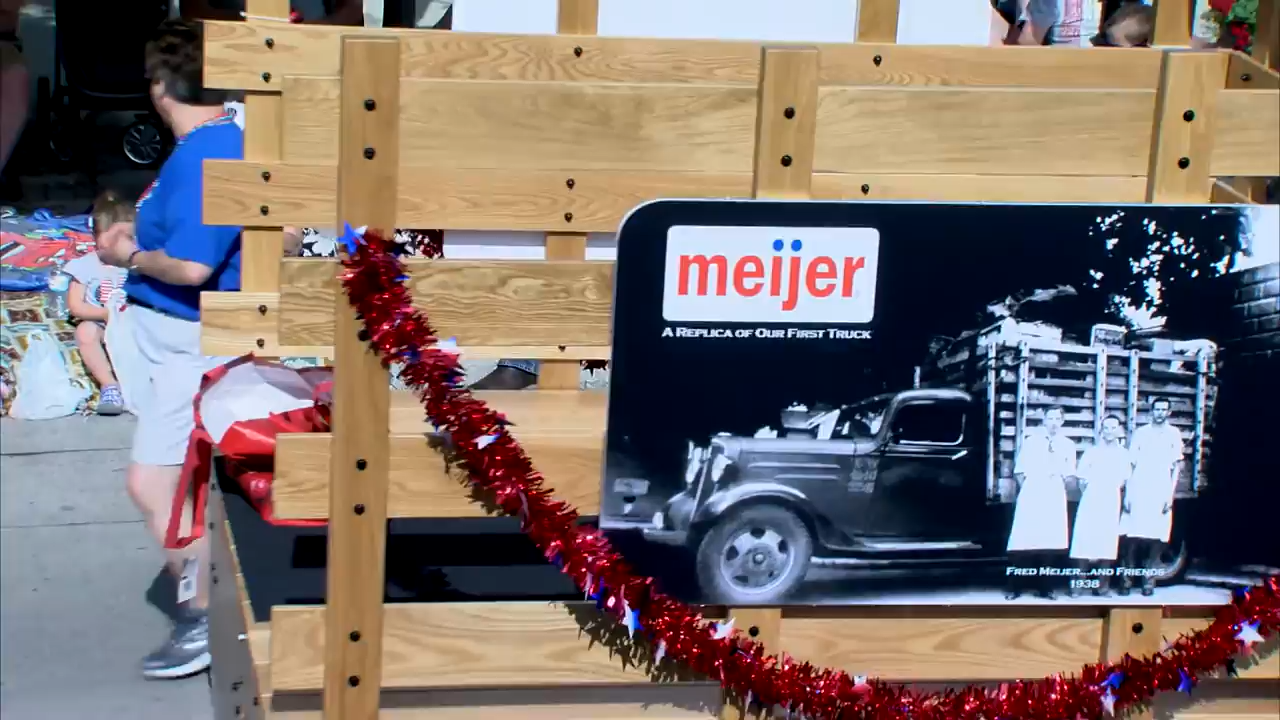 meijer
A REPLICA OF OUR FIRST TRUCK
FRED MEIJER...AND FRIENDS
1938